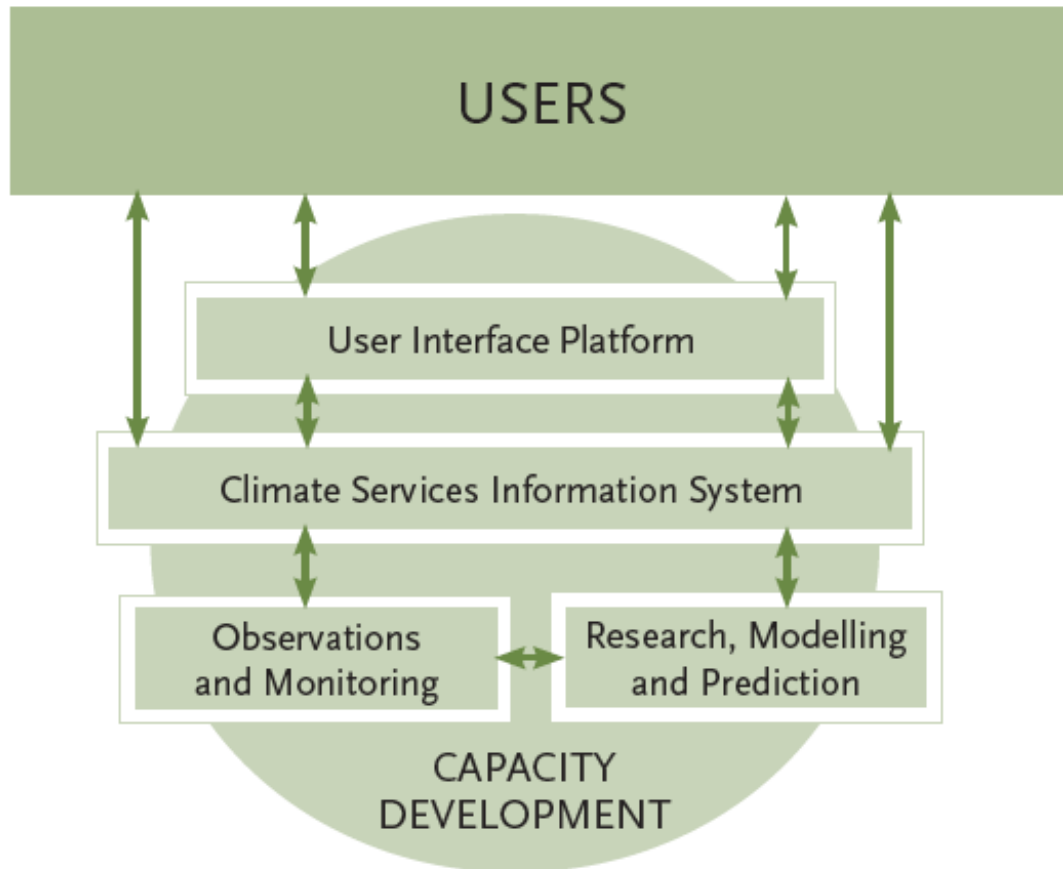 USERS
User Interface Platform
Climate Services Information System
Observations
and Monitoring
Research, Modelling
and Prediction
CAPACITY
DEVELOPMENT